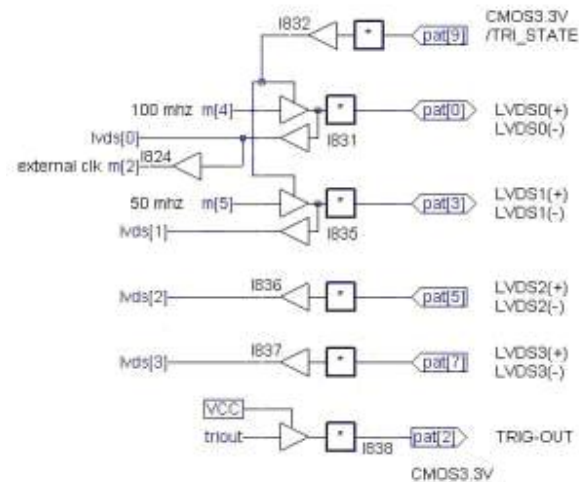 CMOS3.3V
I832 * pat[9] /TRI_STATE
100 mhz m[4] * pat[0] LVDS0(+)
lvds[0] I831 LVDS0(-)
external clk m[2] I824
50 mhz m[5] * pat[3] LVDS1(+)
LVDS1(-)
lvds[1] I835
I836 LVDS2(+)
lvds[2] * pat[5] LVDS2(-)
I837 LVDS3(+)
lvds[3] * pat[7] LVDS3(-)
VCC
triout * I838 pat[2] TRIG-OUT
CMOS3.3V